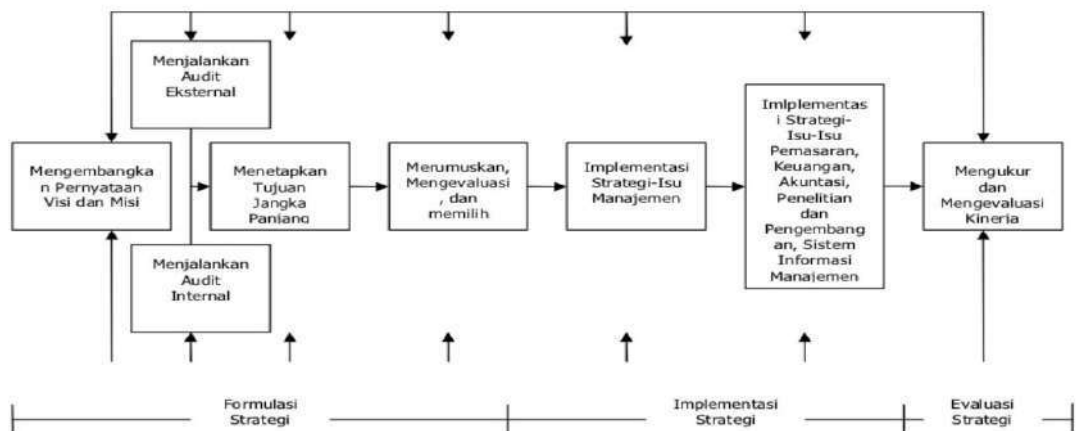 Menjalankan
Audit
Eksternal
Mengembangka
n Pernyataan
Visi dan Misi
Menjalankan
Audit
Internal
Menetapkan
Tujuan
Jangka
Panjang
Merumuskan,
Mengevaluasi
, dan
memilih
Implementasi
Strategi-Isu
Manajemen
Imlplementas
i Strategi-
Isu-Isu
Pemasaran,
Keuangan,
Akuntasi,
Penelitian
dan
Pengembang
an, Sistem
Informasi
Manajemen
Mengukur
dan
Mengevaluasi
Kinerja
Formulasi
Strategi
Implementasi
Strategi
Evaluasi
Strategi